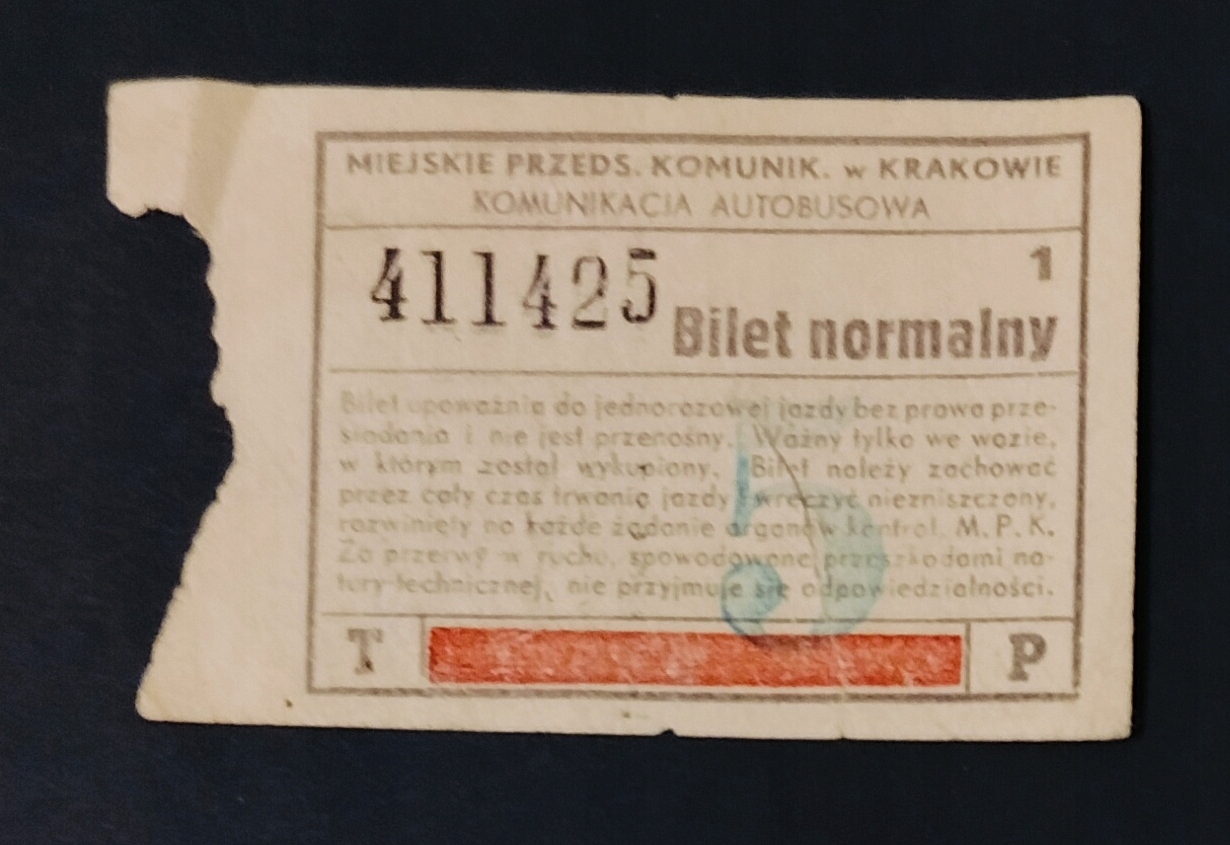 MIEJSKIE PRZEDS. KOMUNIK. w KRAKOWIE
KOMUNIKACJA AUTOBUSOWA
411425
1
Bilet normalny
Bilet upoważnia do jednorazowej jazdy bez prawa prze-
siadania i nie jest przenośny. Ważny tylko we wozie,
w którym został wykupiony. Bilet należy zachować
przez cały czas trwania jazdy i wręczyć niezniszczony,
rozwinięty na każde żądanie organów kontrol. M. P. K.
Za przerwy w ruchu, spowodowane przeszkodami na-
tury technicznej, nie przyjmuje się odpowiedzialności.
5
T
P